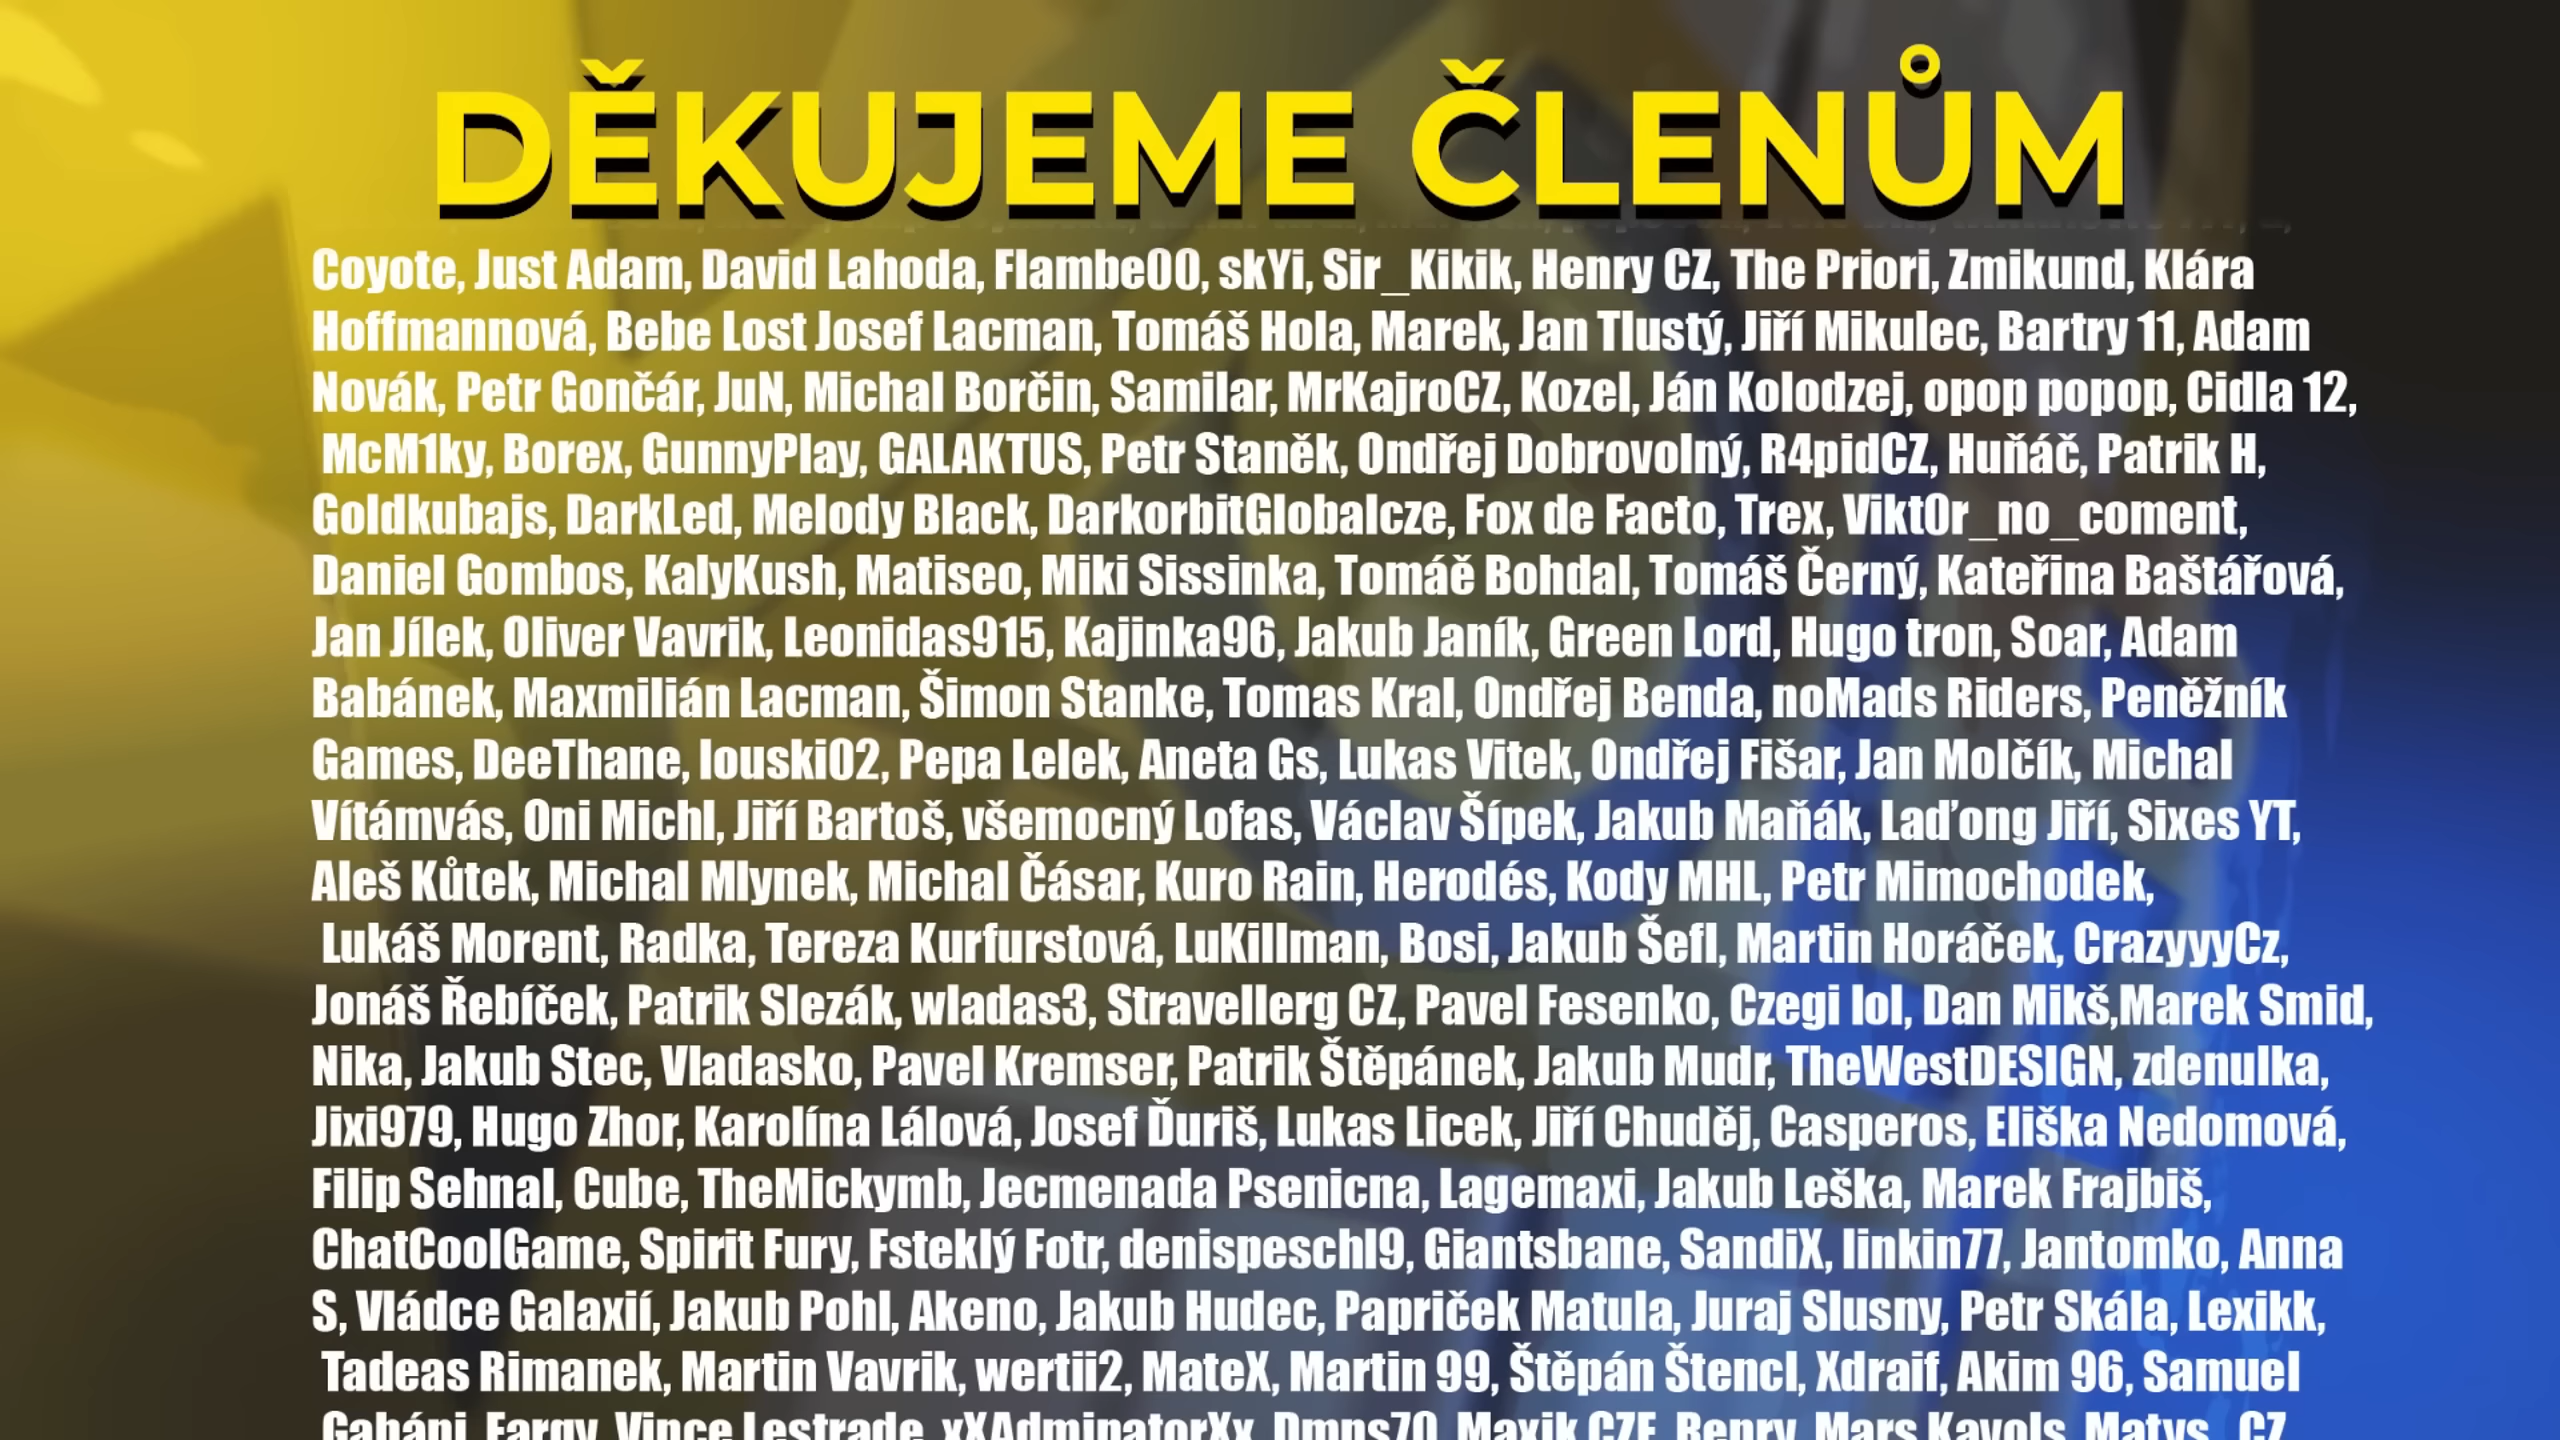 DĚKUJEME ČLENŮM
Coyote, Just Adam, David Lahoda, Flambe00, skYi, Sir_Kikik, Henry CZ, The Priori, Zmikund, Klára
Hoffmannová, Bebe Lost Josef Lacman, Tomáš Hola, Marek, Jan Tlustý, Jiří Mikulec, Bartry 11, Adam
Novák, Petr Gončár, JuN, Michal Borčin, Samilar, MrKajroCZ, Kozel, Ján Kolodzej, opop popop, Cidla 12,
McM1ky, Borex, GunnyPlay, GALAKTUS, Petr Staněk, Ondřej Dobrovolný, R4pidCZ, Huňáč, Patrik H,
Goldkubajs, DarkLed, Melody Black, DarkorbitGlobalcze, Fox de Facto, Trex, Vikt0r_no_coment,
Daniel Gombos, KalyKush, Matiseo, Miki Sissinka, Tomáě Bohdal, Tomáš Černý, Kateřina Baštářová,
Jan Jílek, Oliver Vavrik, Leonidas915, Kajinka96, Jakub Janík, Green Lord, Hugo tron, Soar, Adam
Babánek, Maxmilián Lacman, Šimon Stanke, Tomas Kral, Ondřej Benda, noMads Riders, Peněžník
Games, DeeThane, louski02, Pepa Lelek, Aneta Gs, Lukas Vitek, Ondřej Fišar, Jan Molčík, Michal
Vítámvás, Oni Michl, Jiří Bartoš, všemocný Lofas, Václav Šípek, Jakub Maňák, Laďong Jiří, Sixes YT,
Aleš Kůtek, Michal Mlynek, Michal Čásar, Kuro Rain, Herodés, Kody MHL, Petr Mimochodek,
Lukáš Morent, Radka, Tereza Kurfurstová, LuKillman, Bosi, Jakub Šefl, Martin Horáček, CrazyyyCz,
Jonáš Řebíček, Patrik Slezák, wladas3, Stravellerg CZ, Pavel Fesenko, Czegi lol, Dan Mikš,Marek Smid,
Nika, Jakub Stec, Vladasko, Pavel Kremser, Patrik Štěpánek, Jakub Mudr, TheWestDESIGN, zdenulka,
Jixi979, Hugo Zhor, Karolína Lálová, Josef Ďuriš, Lukas Licek, Jiří Chuděj, Casperos, Eliška Nedomová,
Filip Sehnal, Cube, TheMickymb, Jecmenada Psenicna, Lagemaxi, Jakub Leška, Marek Frajbiš,
ChatCoolGame, Spirit Fury, Fsteklý Fotr, denispeschl9, Giantsbane, SandiX, linkin77, Jantomko, Anna
S, Vládce Galaxií, Jakub Pohl, Akeno, Jakub Hudec, Papriček Matula, Juraj Slusny, Petr Skála, Lexikk,
Tadeas Rimanek, Martin Vavrik, wertii2, MateX, Martin 99, Štěpán Štencl, Xdraif, Akim 96, Samuel
Vince Lestrade, xXAdminatorXx, Maxik CZE, Mars